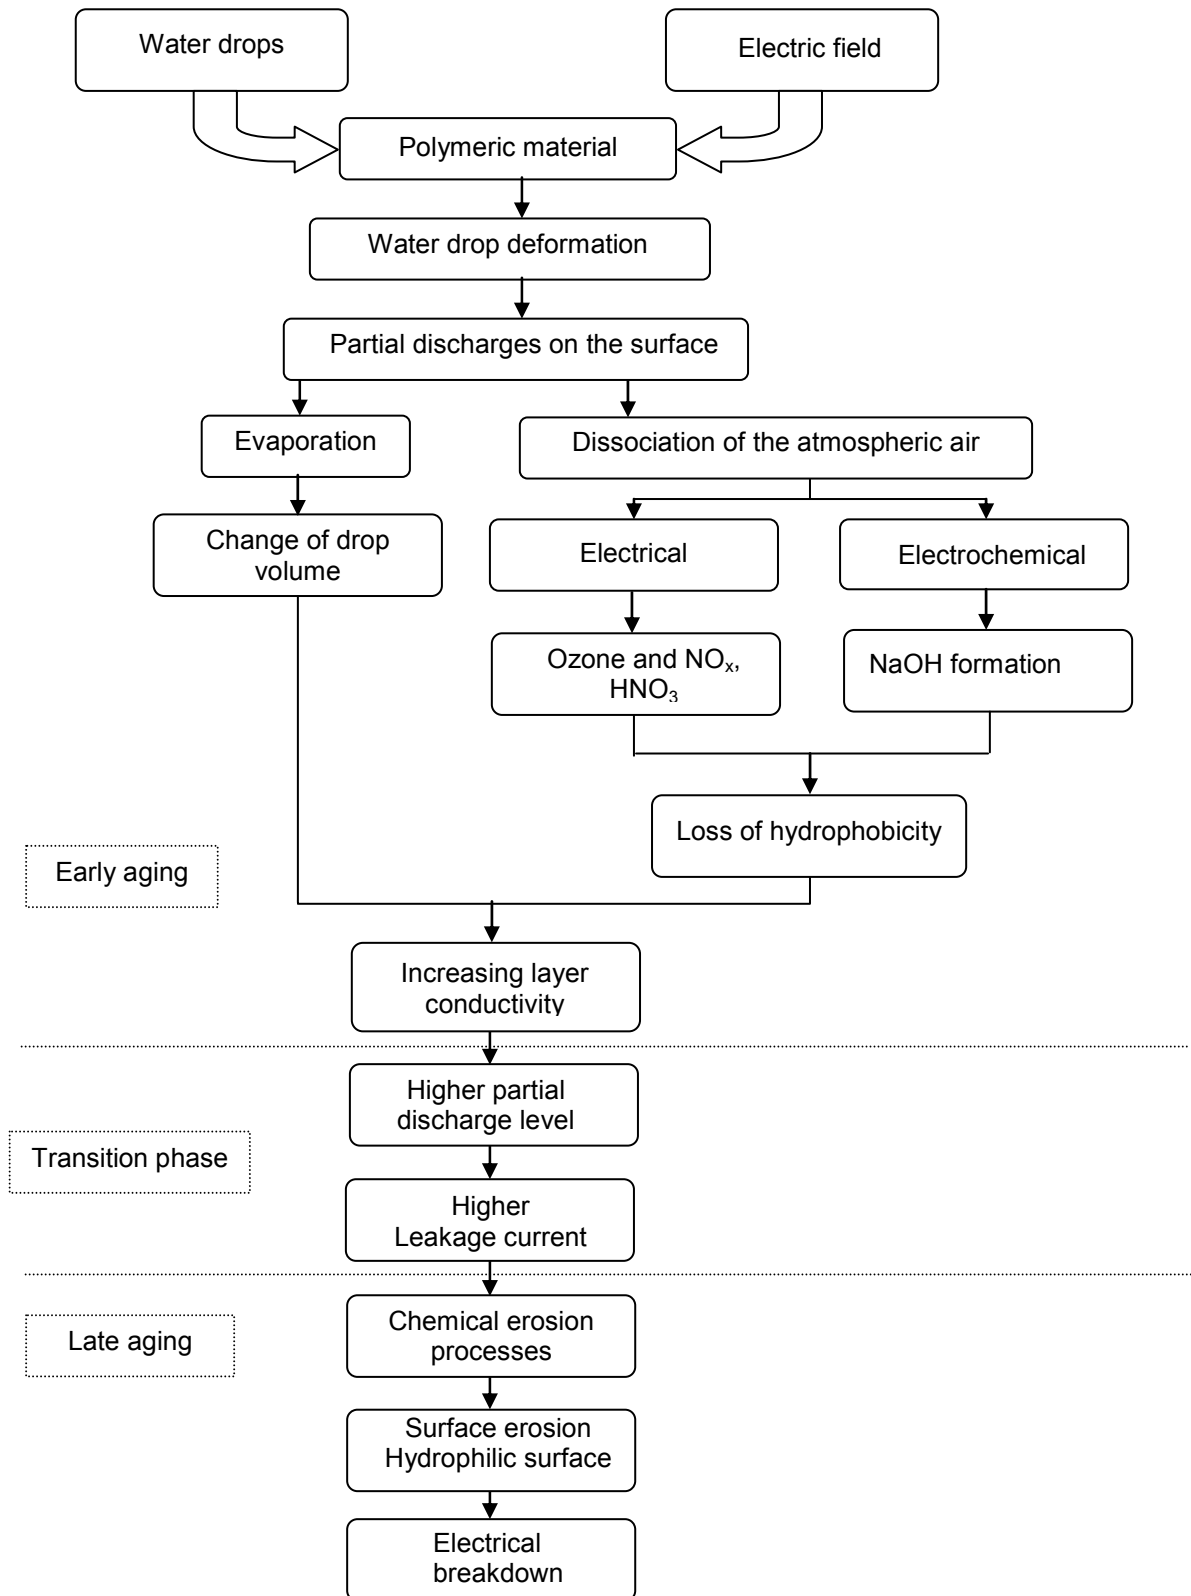 Water drops
Electric field
Polymeric material
Water drop deformation
Partial discharges on the surface
Evaporation
Dissociation of the atmospheric air
Change of drop
volume
Electrical
Electrochemical
Ozone and NOₓ,
HNO₃
NaOH formation
Loss of hydrophobicity
Early aging
Increasing layer
conductivity
Higher partial
discharge level
Transition phase
Higher
Leakage current
Chemical erosion
processes
Late aging
Surface erosion
Hydrophilic surface
Electrical
breakdown